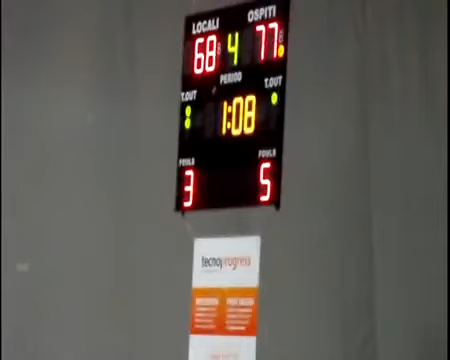 LOCALI OSPITI
68 4 77
PERIOD
T.OUT T.OUT
1:08
FOULS FOULS
3 5
tecnoprogress